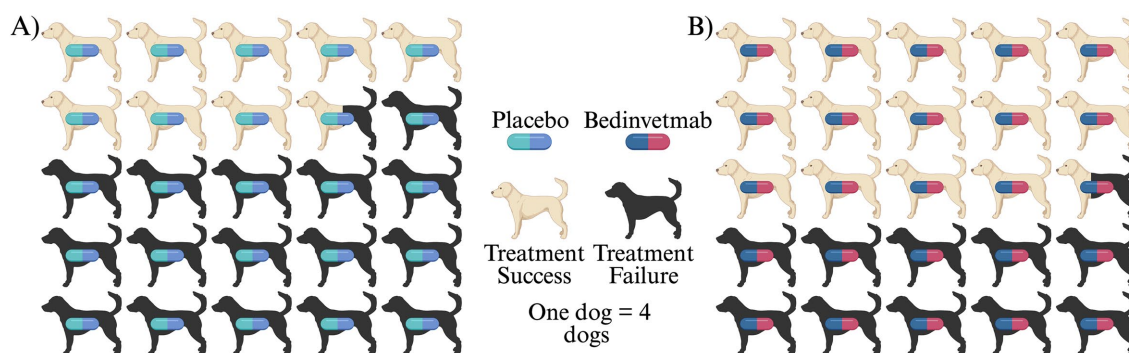 A)
B)
Placebo
Bedinvetmab
Treatment
Success
Treatment
Failure
One dog = 4
dogs